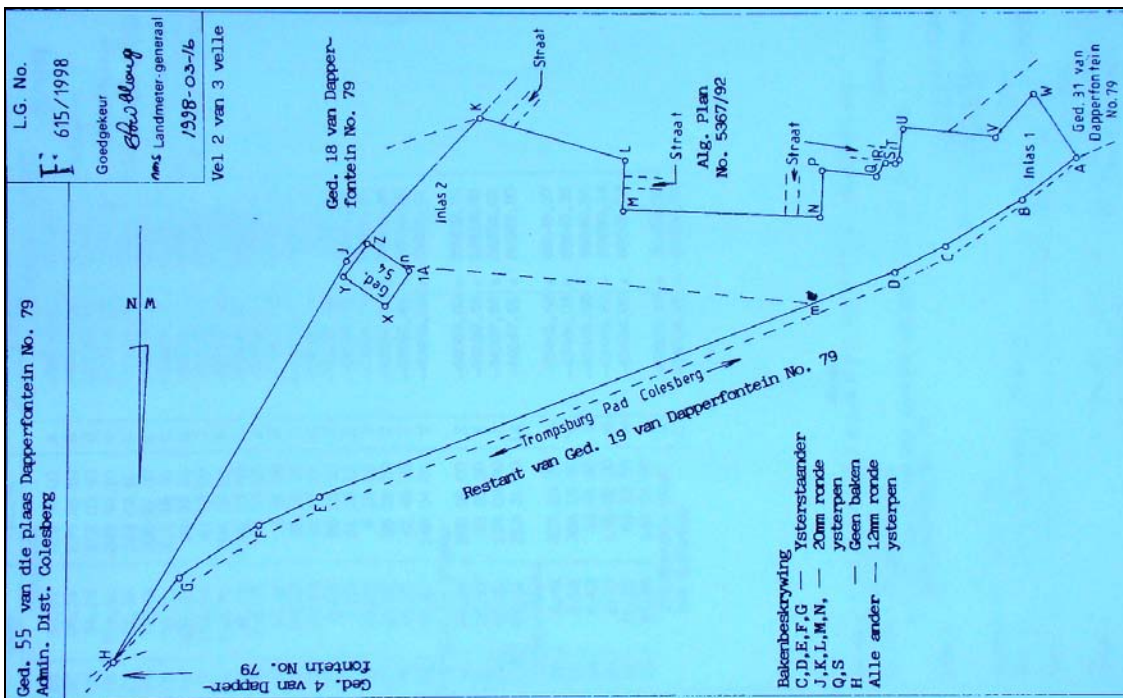 Ged. 55 van die plaas Dapperfontein No. 79
Admin. Dist. Colesberg
L.G. No.
615/1998
Goedgekeur
nms Landmeter-generaal
1998-03-16
Vel 2 van 3 velle
N
W
Ged. 18 van Dapper-
fontein No. 79
Straat
Inlas 2
K
J
Y
Z
Ged.
54
X
n
1A
L
M
Straat
Alg. Plan
No. 5367/92
Straat
P
N
Q
R
S
T
U
V
W
Inlas 1
A
B
C
D
m
Ged. 31 van
Dapperfontein
No. 79
Trompsburg Pad Colesberg
Restant van Ged. 19 van Dapperfontein No. 79
E
F
G
H
Ged. 4 van Dapper-
fontein No. 79
Bakenbeskrywing
C,D,E,F,G — Ysterstaander
J,K,L,M,N, — 20mm ronde
Q,S ysterpen
H — Geen baken
Alle ander — 12mm ronde
ysterpen